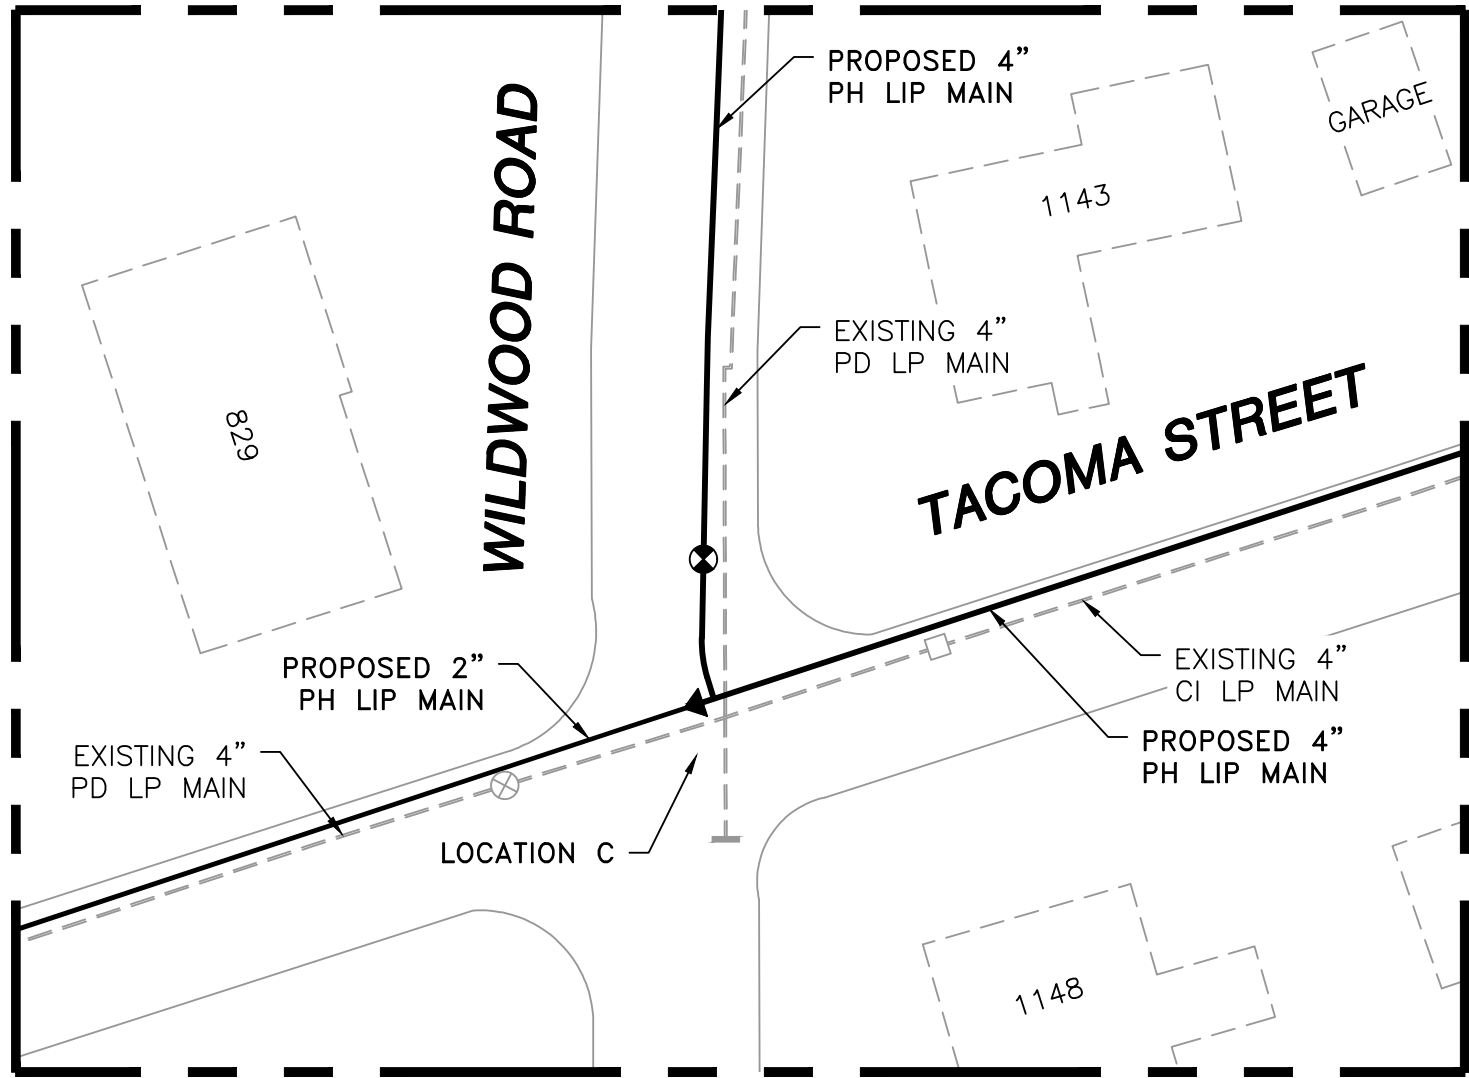 PROPOSED 4”
PH LIP MAIN
GARAGE
WILDWOOD ROAD
1143
EXISTING 4”
PD LP MAIN
829
TACOMA STREET
PROPOSED 2”
PH LIP MAIN
EXISTING 4”
CI LP MAIN
EXISTING 4”
PD LP MAIN
PROPOSED 4”
PH LIP MAIN
LOCATION C
1148